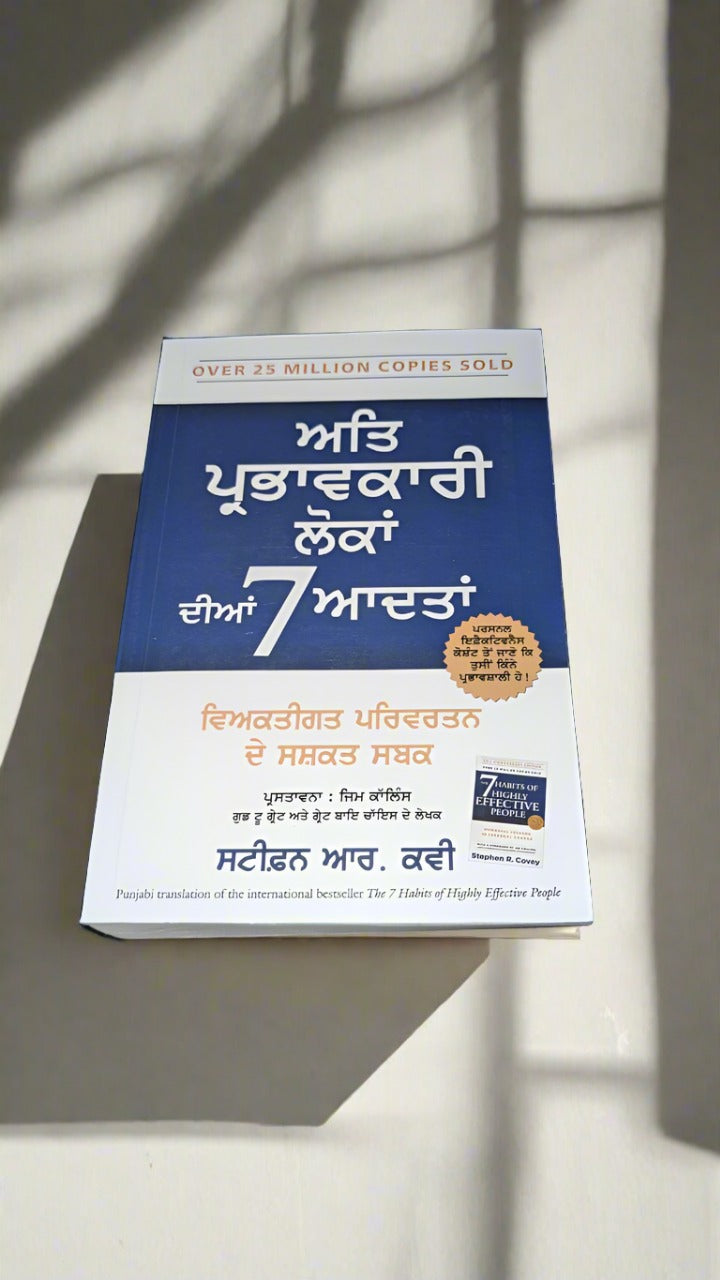 OVER 25 MILLION COPIES SOLD
ਅਤਿ
ਪ੍ਰਭਾਵਕਾਰੀ
ਲੋਕਾਂ
ਦੀਆਂ 7 ਆਦਤਾਂ
ਪਰਸਨਲ
ਇਫ਼ੈਕਟਿਵਨੈੱਸ
ਕੋਸ਼ੰਟ ਤੋਂ ਜਾਣੋ ਕਿ
ਤੁਸੀਂ ਕਿੰਨੇ
ਪ੍ਰਭਾਵਸ਼ਾਲੀ ਹੋ!
ਵਿਅਕਤੀਗਤ ਪਰਿਵਰਤਨ
ਦੇ ਸਸ਼ਕਤ ਸਬਕ
ਪ੍ਰਸਤਾਵਨਾ : ਜਿਮ ਕਾੱਲਿੰਸ
ਗੁਡ ਟੂ ਗ੍ਰੇਟ ਅਤੇ ਗ੍ਰੇਟ ਬਾਇ ਚਾੱਇਸ ਦੇ ਲੇਖਕ
ਸਟੀਫ਼ਨ ਆਰ. ਕਵੀ
7 HABITS OF
HIGHLY
EFFECTIVE
PEOPLE
Stephen R. Covey
Punjabi translation of the international bestseller The 7 Habits of Highly Effective People